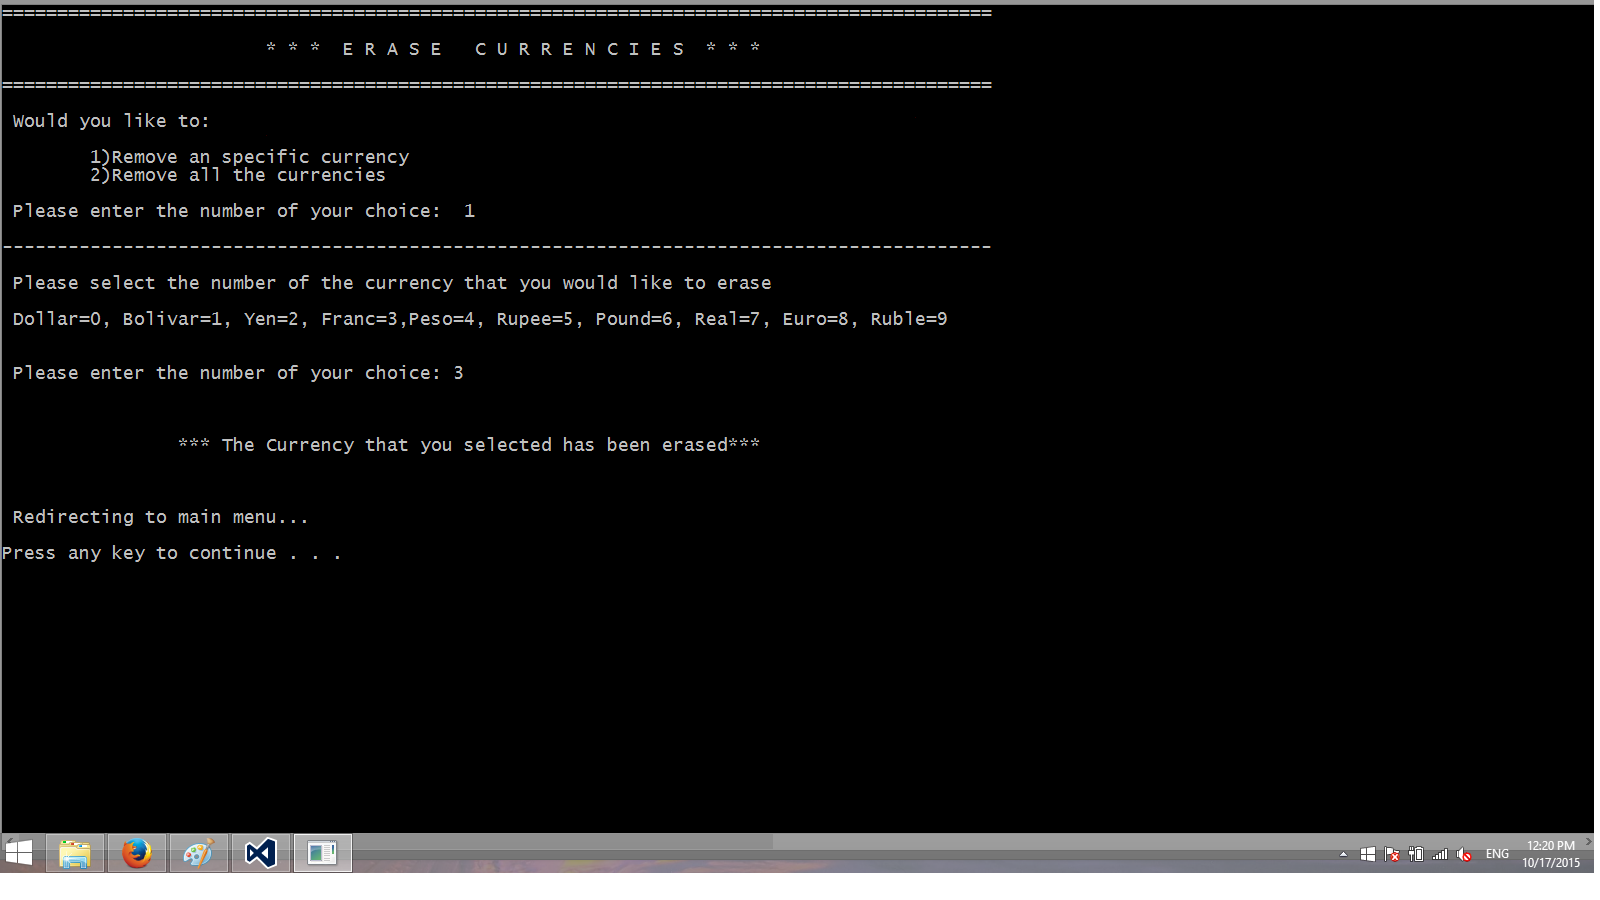 ==========================================================================================
* * *  E R A S E   C U R R E N C I E S  * * *
==========================================================================================
Would you like to:
1)Remove an specific currency
2)Remove all the currencies
Please enter the number of your choice:  1
------------------------------------------------------------------------------------------
Please select the number of the currency that you would like to erase
Dollar=0, Bolivar=1, Yen=2, Franc=3,Peso=4, Rupee=5, Pound=6, Real=7, Euro=8, Ruble=9
Please enter the number of your choice: 3
*** The Currency that you selected has been erased***
Redirecting to main menu...
Press any key to continue . . .
ENG
12:20 PM
10/17/2015